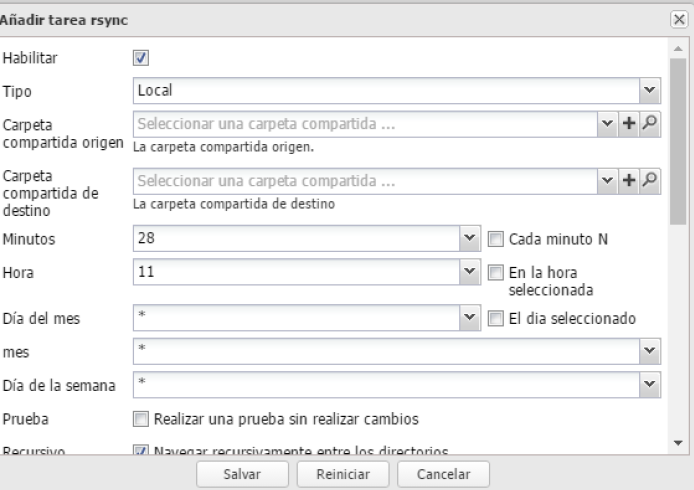 Añadir tarea rsync
Habilitar
Tipo
Local
Carpeta
compartida origen
Seleccionar una carpeta compartida ...
La carpeta compartida origen.
Carpeta
compartida de
destino
Seleccionar una carpeta compartida ...
La carpeta compartida de destino
Minutos
28
Cada minuto N
Hora
11
En la hora
seleccionada
Día del mes
*
El dia seleccionado
mes
*
Día de la semana
*
Prueba
Realizar una prueba sin realizar cambios
Recursivo
Navegar recursivamente entre los directorios
Salvar
Reiniciar
Cancelar